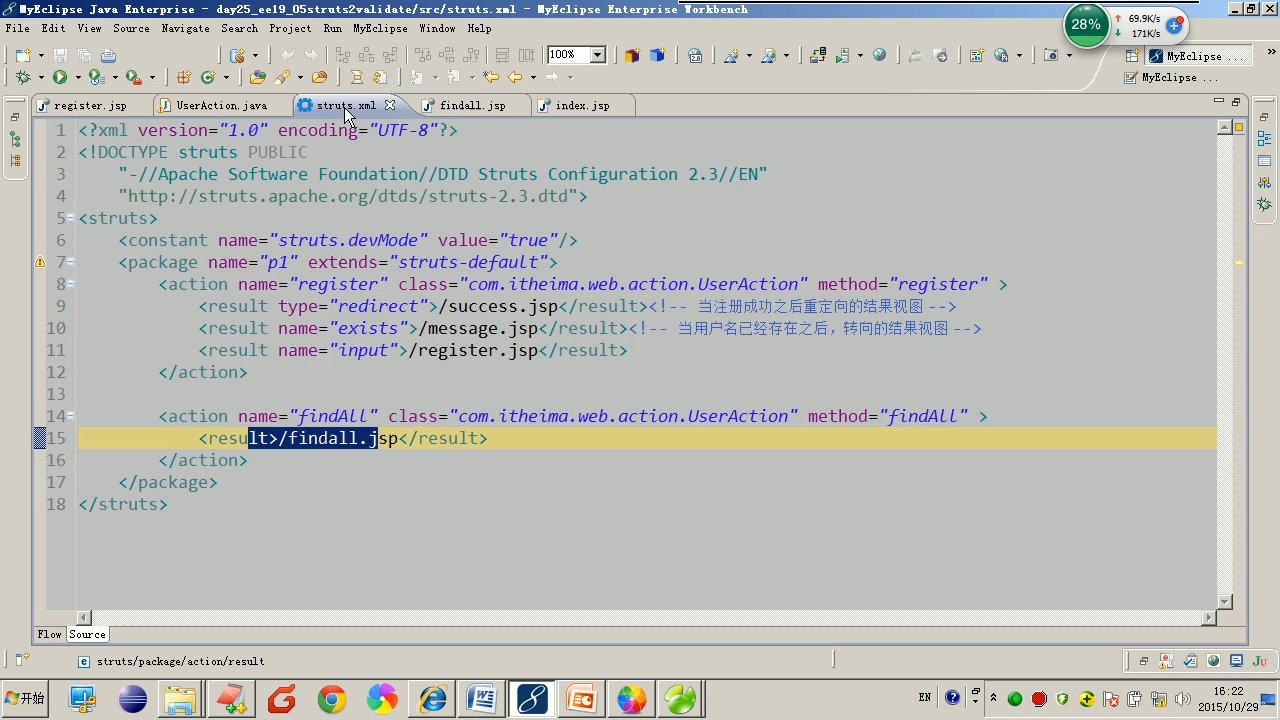 MyEclipse Java Enterprise - day25_ee19_05struts2validate/src/struts.xml - MyEclipse Enterprise Workbench
File Edit View Source Navigate Search Project Run MyEclipse Window Help
28% 69.9K/s
171K/s
100%
MyEclipse ...
MyEclipse ...
register.jsp UserAction.java struts.xml findall.jsp index.jsp
1 <?xml version="1.0" encoding="UTF-8"?>
2 <!DOCTYPE struts PUBLIC
3 "-//Apache Software Foundation//DTD Struts Configuration 2.3//EN"
4 "http://struts.apache.org/dtds/struts-2.3.dtd">
5 <struts>
6 <constant name="struts.devMode" value="true"/>
7 <package name="p1" extends="struts-default">
8 <action name="register" class="com.itheima.web.action.UserAction" method="register" >
9 <result type="redirect">/success.jsp</result><!-- 当注册成功之后重定向的结果视图 -->
10 <result name="exists">/message.jsp</result><!-- 当用户名已经存在之后，转向的结果视图 -->
11 <result name="input">/register.jsp</result>
12 </action>
13
14 <action name="findAll" class="com.itheima.web.action.UserAction" method="findAll" >
15 <result>/findall.jsp</result>
16 </action>
17 </package>
18 </struts>
Flow Source
struts/package/action/result
开始
EN
16:22
2015/10/29